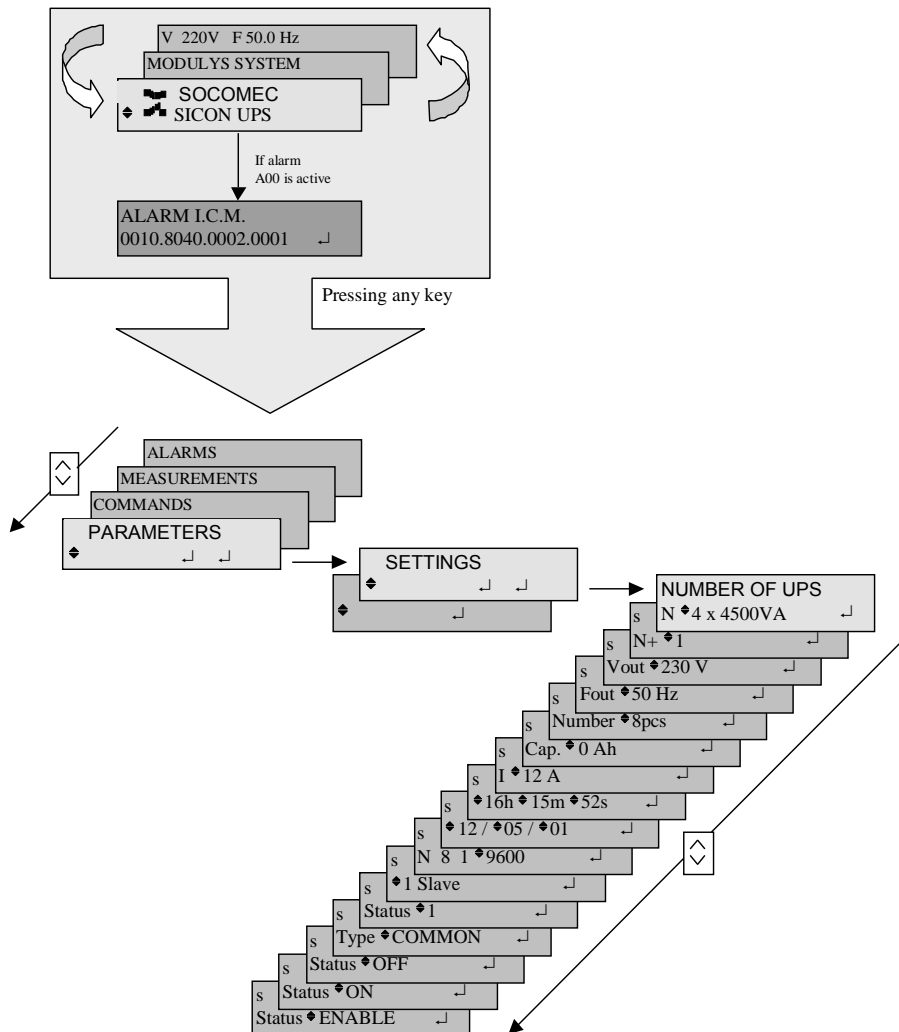 V 220V F 50.0 Hz
MODULYS SYSTEM
SOCOMEC
SICON UPS
If alarm
A00 is active
ALARM I.C.M.
0010.8040.0002.0001
Pressing any key
ALARMS
MEASUREMENTS
COMMANDS
PARAMETERS
SETTINGS
NUMBER OF UPS
N 4 x 4500VA
s
N+ 1
s
Vout 230 V
s
Fout 50 Hz
s
Number 8pcs
s
Cap. 0 Ah
s
I 12 A
s
16h 15m 52s
s
12 / 05 / 01
s
N 8 1 9600
s
1 Slave
s
Status 1
s
Type COMMON
s
Status OFF
s
Status ON
s
Status ENABLE